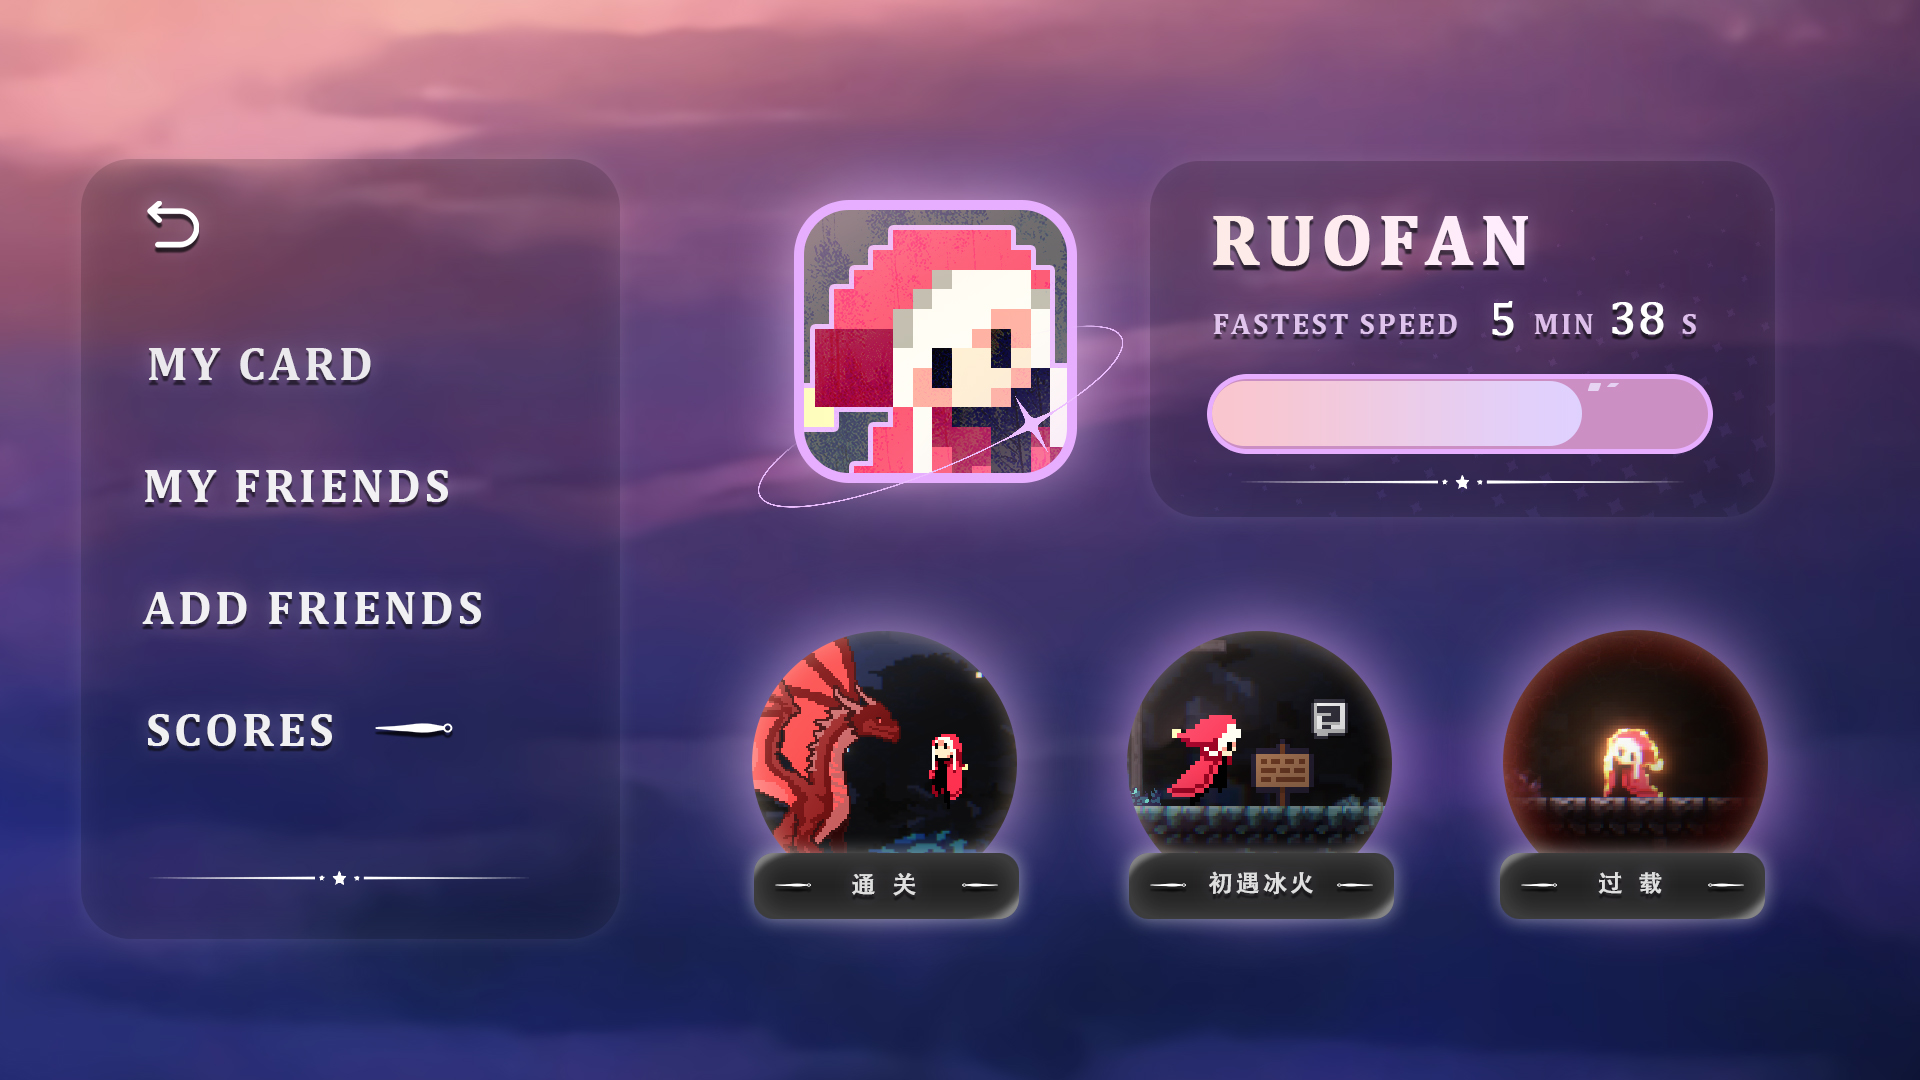 MY CARD
MY FRIENDS
ADD FRIENDS
SCORES
RUOFAN
FASTEST SPEED 5 MIN 38 S
通 关
初遇冰火
过 载